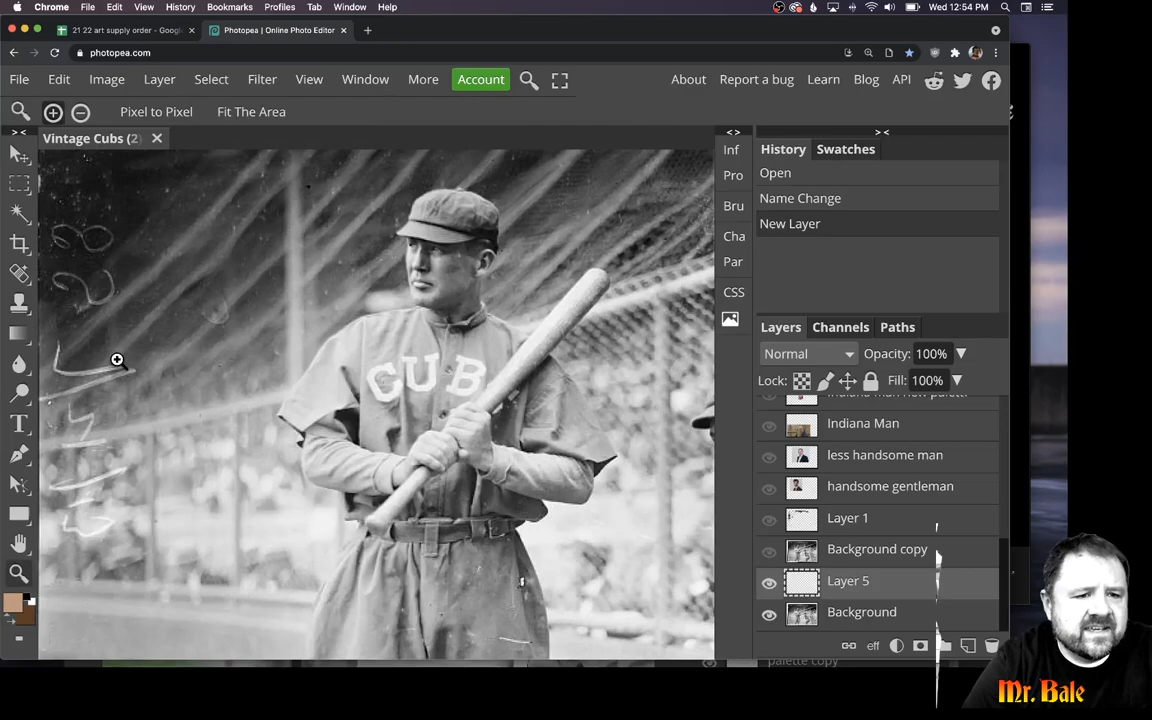 Chrome File Edit View History Bookmarks Profiles Tab Window Help Wed 12:54 PM
21 22 art supply order - Google Photopea | Online Photo Editor
photopea.com
File Edit Image Layer Select Filter View Window More Account About Report a bug Learn Blog API
Pixel to Pixel Fit The Area
Vintage Cubs (2)
CUBS
Inf
Pro
Bru
Cha
Par
CSS
History Swatches
Open
Name Change
New Layer
Layers Channels Paths
Normal Opacity: 100%
Lock: Fill: 100%
Indiana Man
less handsome man
handsome gentleman
Layer 1
Background copy
Layer 5
Background
eff
palette copy
Mr. Bale